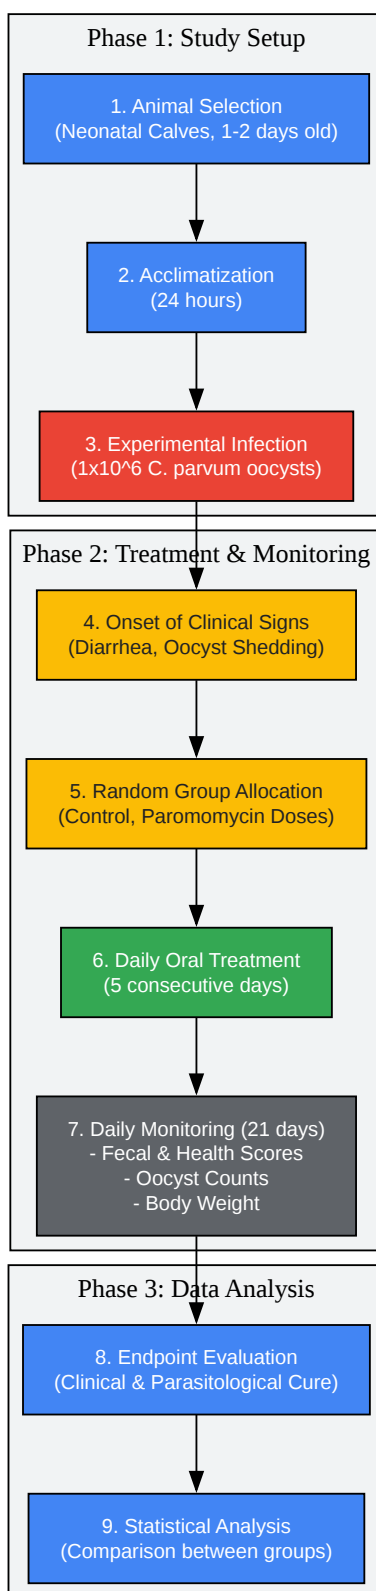 Phase 1: Study Setup
1. Animal Selection
(Neonatal Calves, 1-2 days old)
2. Acclimatization
(24 hours)
3. Experimental Infection
(1x10^6 C. parvum oocysts)
Phase 2: Treatment & Monitoring
4. Onset of Clinical Signs
(Diarrhea, Oocyst Shedding)
5. Random Group Allocation
(Control, Paromomycin Doses)
6. Daily Oral Treatment
(5 consecutive days)
7. Daily Monitoring (21 days)
- Fecal & Health Scores
- Oocyst Counts
- Body Weight
Phase 3: Data Analysis
8. Endpoint Evaluation
(Clinical & Parasitological Cure)
9. Statistical Analysis
(Comparison between groups)